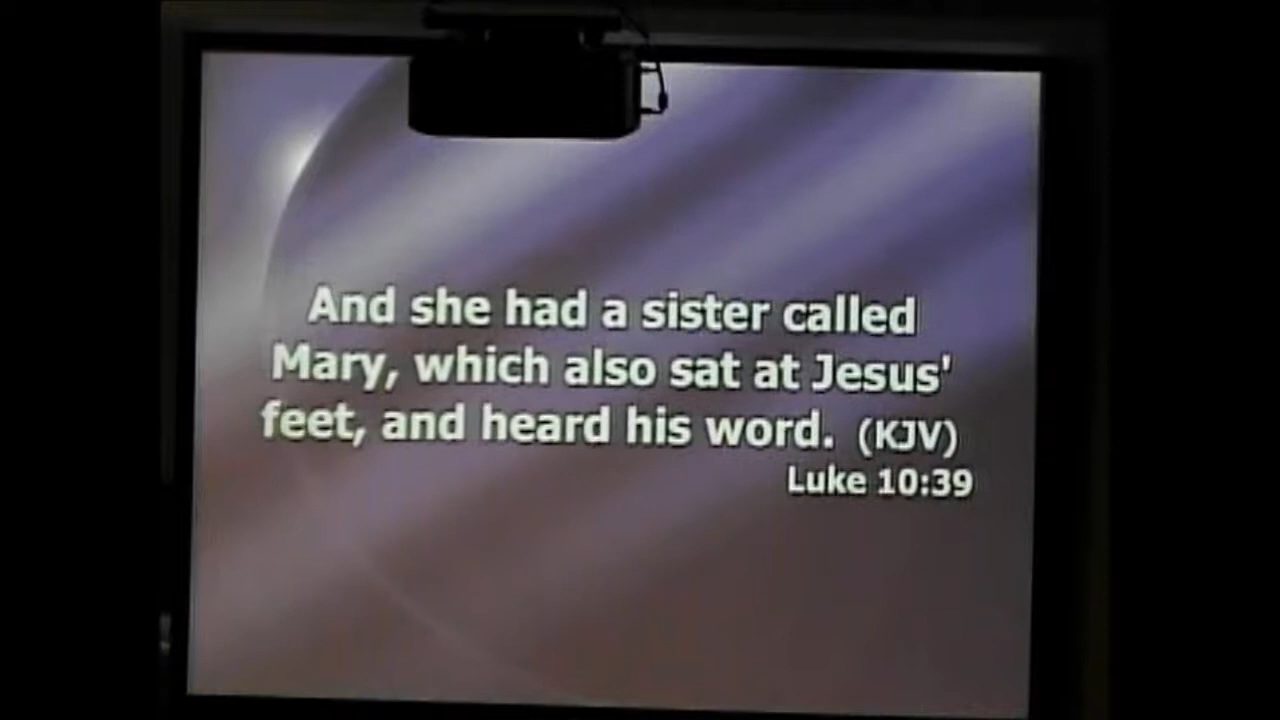 And she had a sister called
Mary, which also sat at Jesus'
feet, and heard his word. (KJV)
Luke 10:39